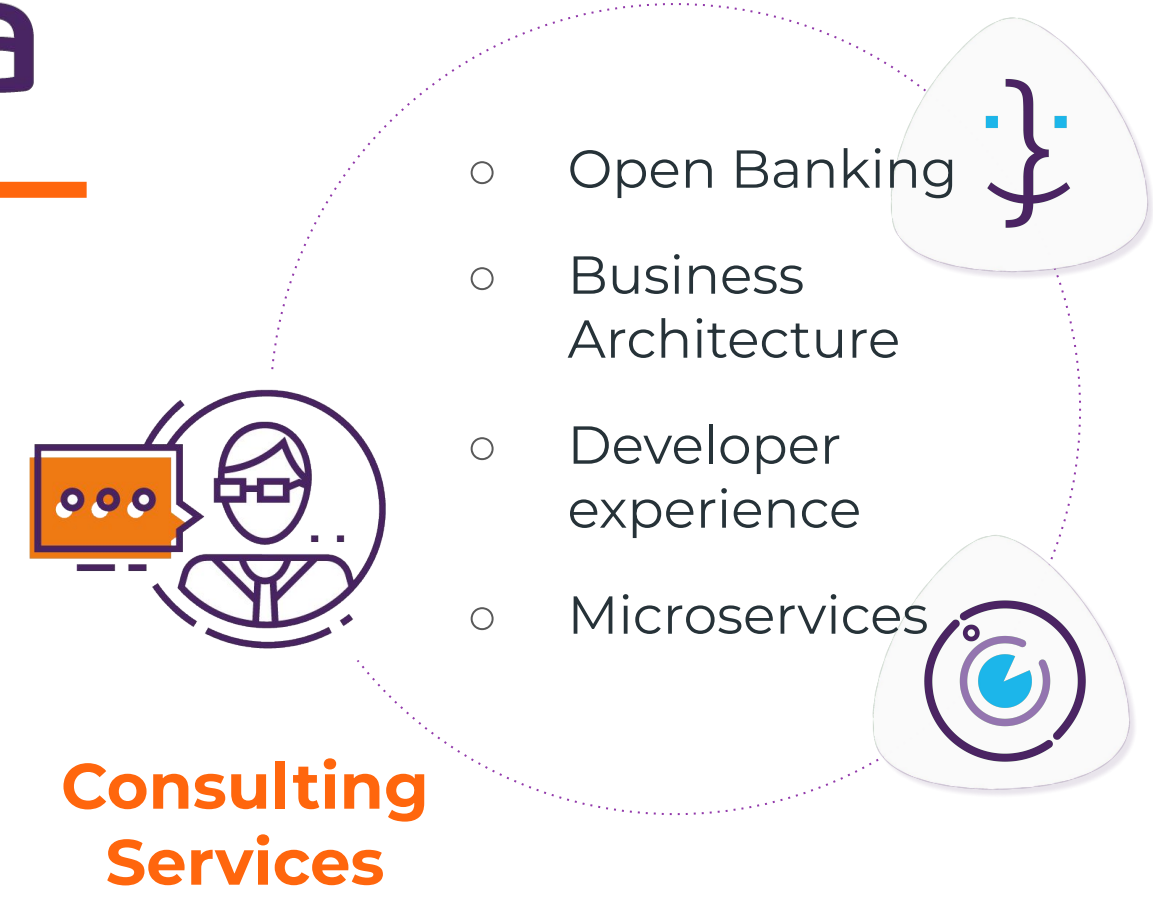 Open Banking
Business
Architecture
Developer
experience
Microservices
Consulting
Services